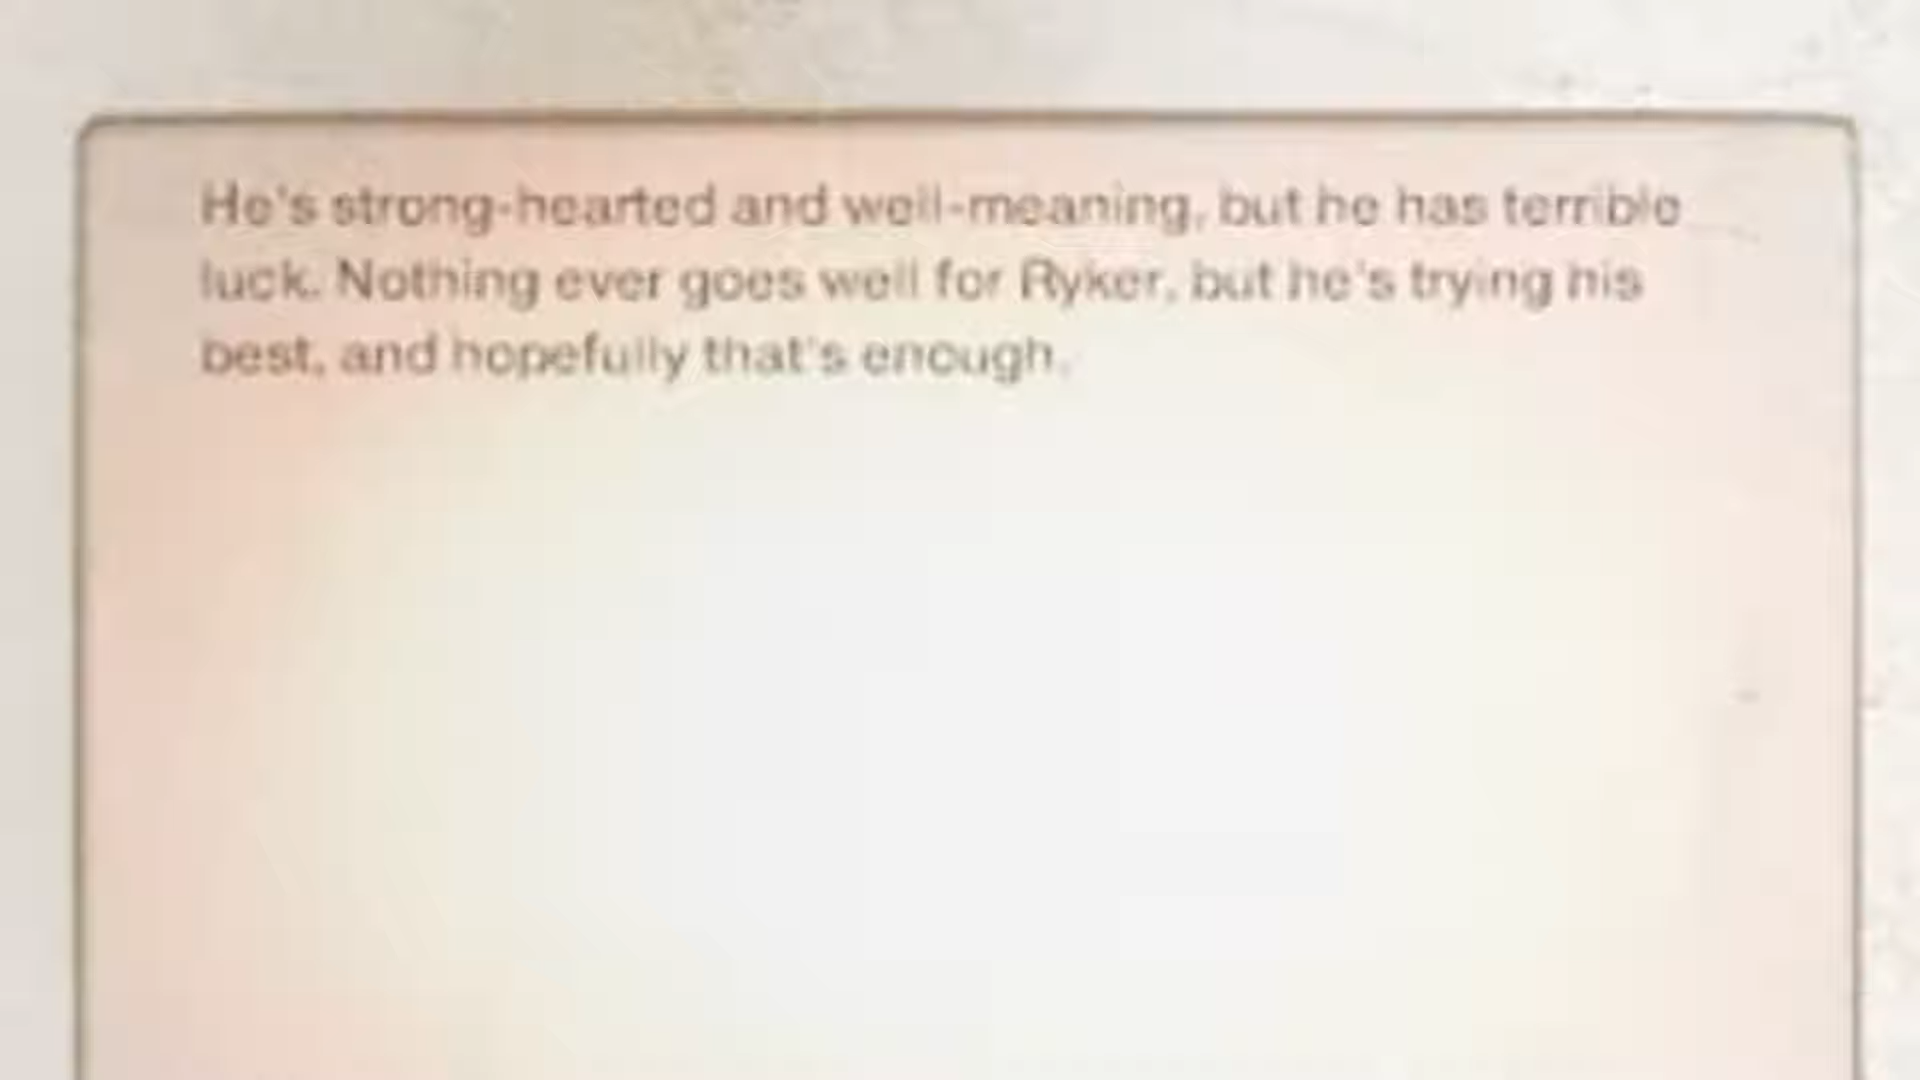 He's strong-hearted and well-meaning, but he has terrible
luck. Nothing ever goes well for Ryker, but he's trying his
best, and hopefully that's enough.